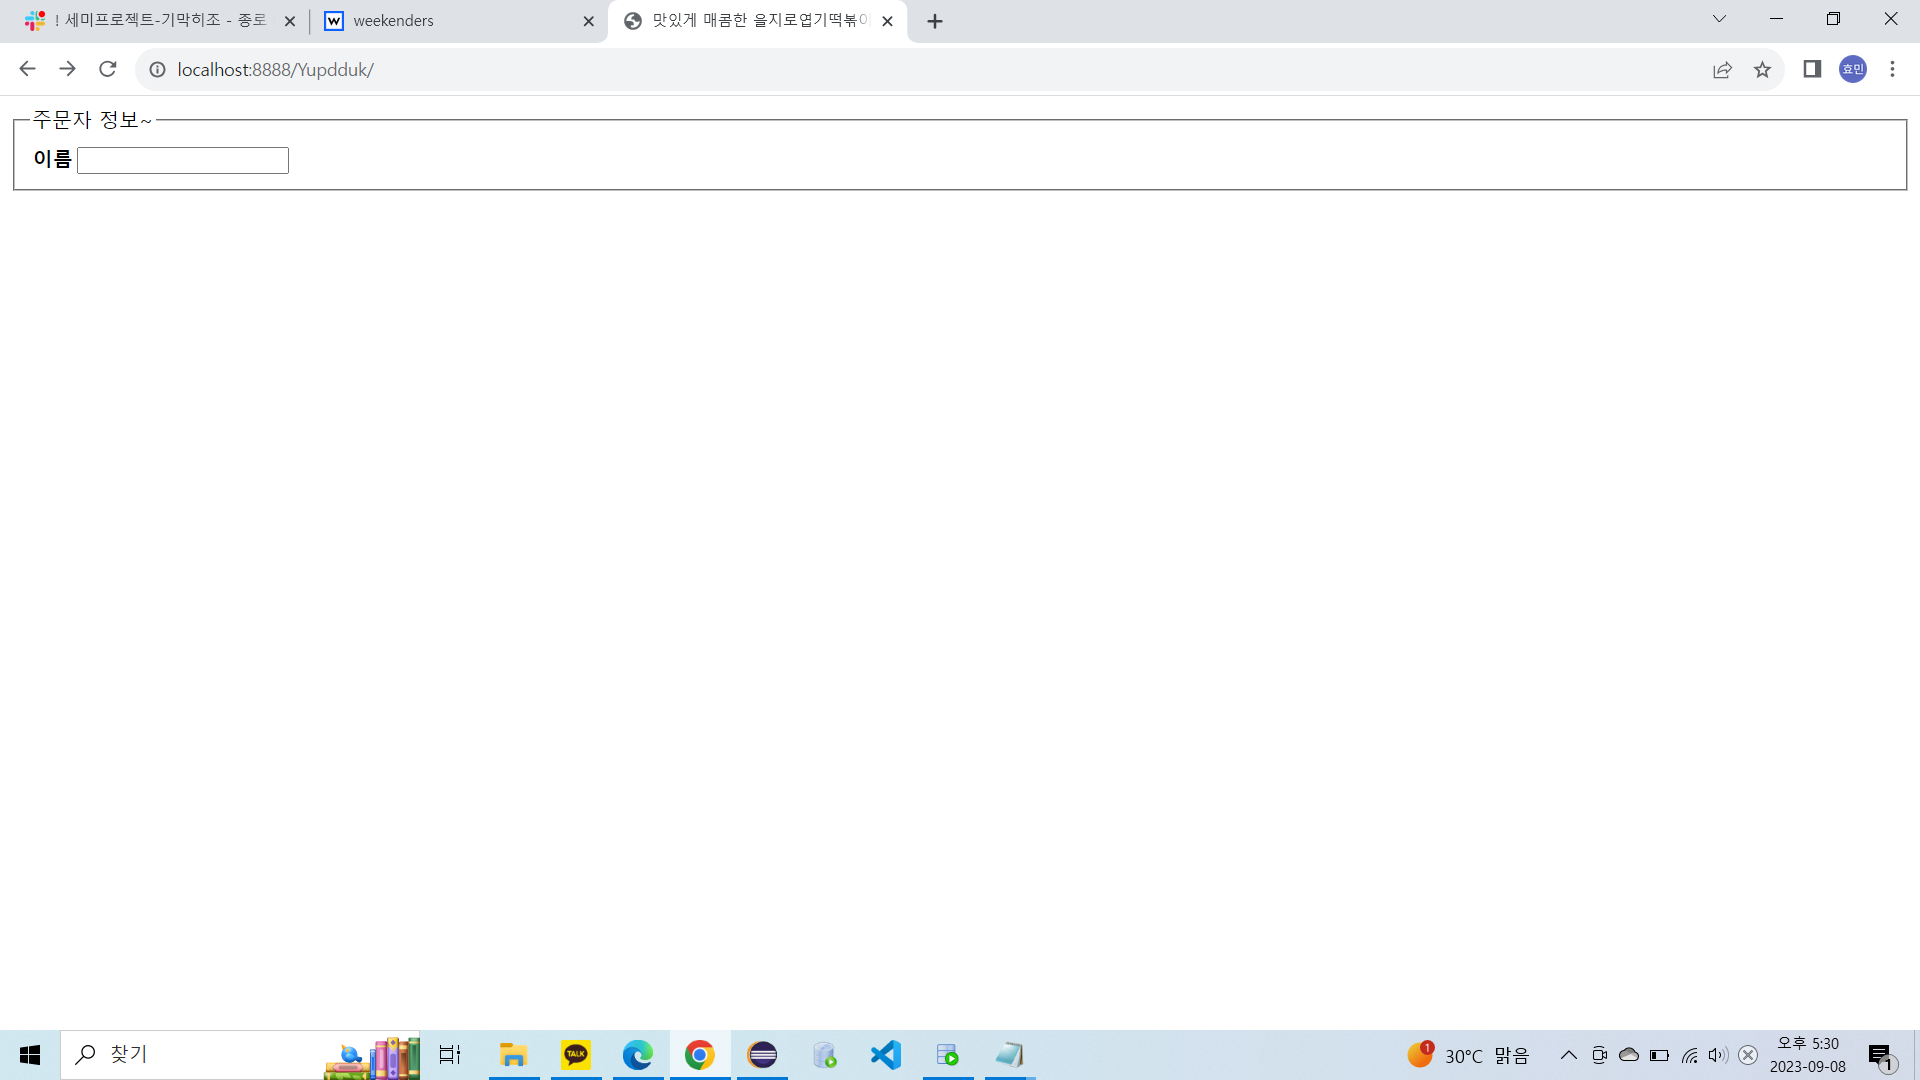 ! 세미프로젝트-기막히조 - 종로
weekenders
맛있게 매콤한 을지로엽기떡볶이
localhost:8888/Yupdduk/
효민
주문자 정보~
이름
찾기
TALK
1
30°C 맑음
오후 5:30
2023-09-08
1